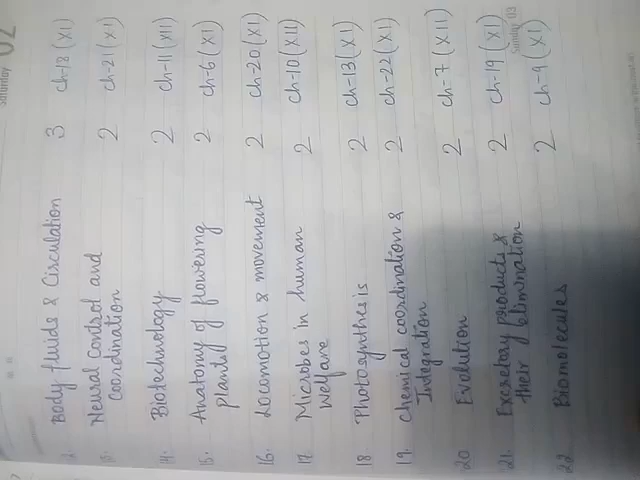 Saturday 02
12. Body fluids & Circulation 3 ch-18 (XI)
13. Neural control and 2 ch-21 (XI)
Coordination
14. Biotechnology 2 ch-11 (XII)
15. Anatomy of flowering 2 ch-6 (XI)
plants
16. Locomotion & movement 2 ch-20 (XI)
17. Microbes in human 2 ch-10 (XII)
welfare
18. Photosynthesis 2 ch-13 (XI)
19. Chemical coordination & 2 ch-22 (XI)
Integration
20 Evolution 2 ch-7 (XII)
21. Excretory products & 2 ch-19 (XI)
their elimination
Sunday 03
22 Biomolecules 2 ch-9 (XI)